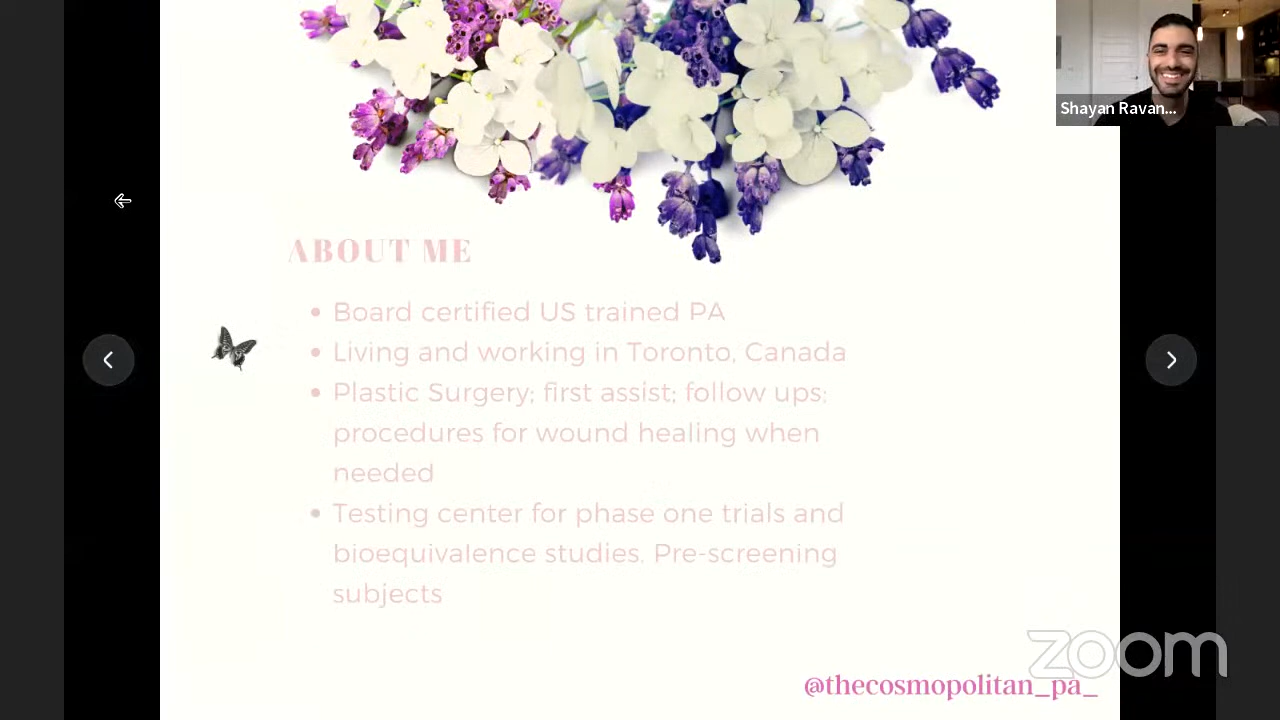 Shayan Ravan...
ABOUT ME
Board certified US trained PA
Living and working in Toronto, Canada
Plastic Surgery; first assist; follow ups;
procedures for wound healing when
needed
Testing center for phase one trials and
bioequivalence studies. Pre-screening
subjects
zoom
@thecosmopolitan_pa_